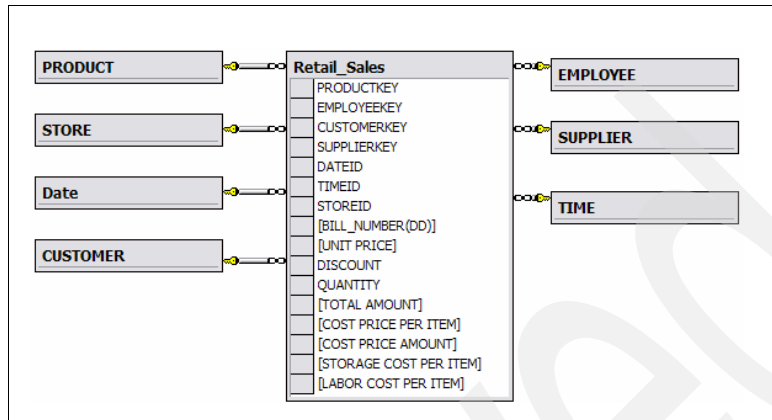 PRODUCT
STORE
Date
CUSTOMER
Retail_Sales
PRODUCTKEY
EMPLOYEEKEY
CUSTOMERKEY
SUPPLIERKEY
DATEID
TIMEID
STOREID
[BILL_NUMBER(DD)]
[UNIT PRICE]
DISCOUNT
QUANTITY
[TOTAL AMOUNT]
[COST PRICE PER ITEM]
[COST PRICE AMOUNT]
[STORAGE COST PER ITEM]
[LABOR COST PER ITEM]
EMPLOYEE
SUPPLIER
TIME